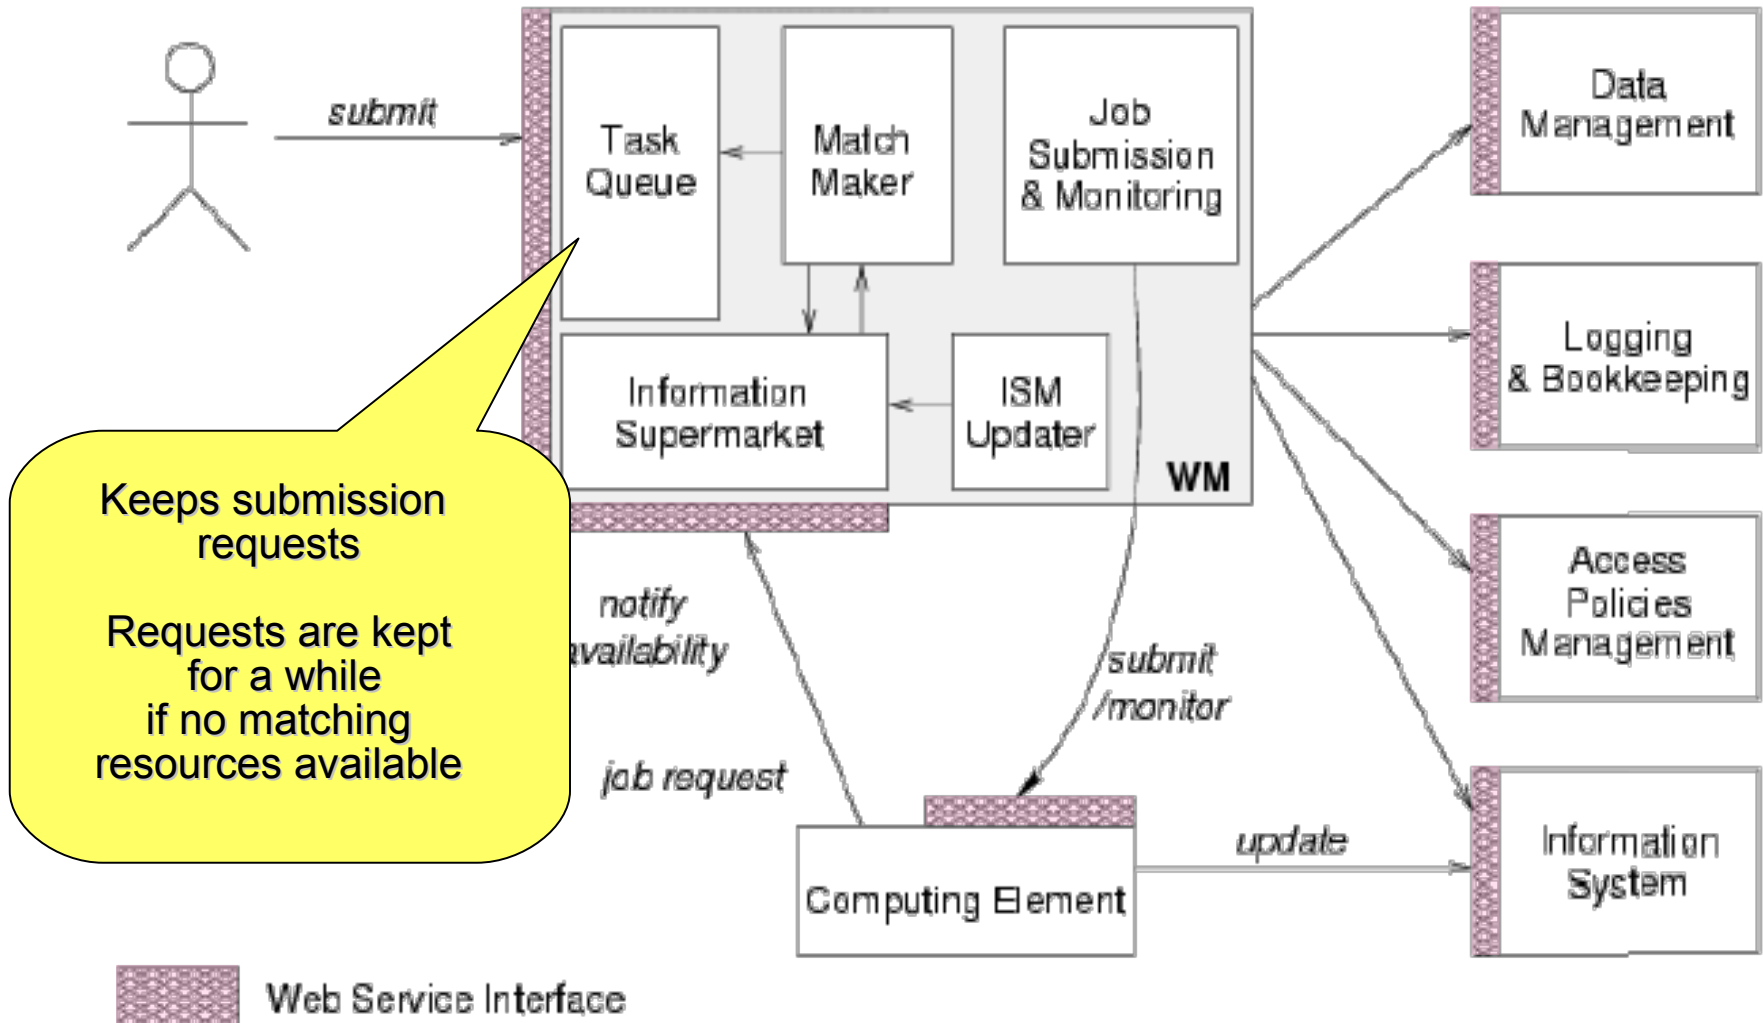 submit
Task
Queue
Match
Maker
Job
Submission
& Monitoring
Data
Management
Information
Supermarket
ISM
Updater
WM
Logging
& Bookkeeping
Keeps submission
requests
Requests are kept
for a while
if no matching
resources available
notify
availability
submit
/monitor
Access
Policies
Management
job request
Computing Element
update
Information
System
Web Service Interface